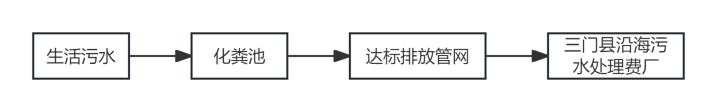 生活污水
化粪池
达标排放管网
三门县沿海污
水处理费厂